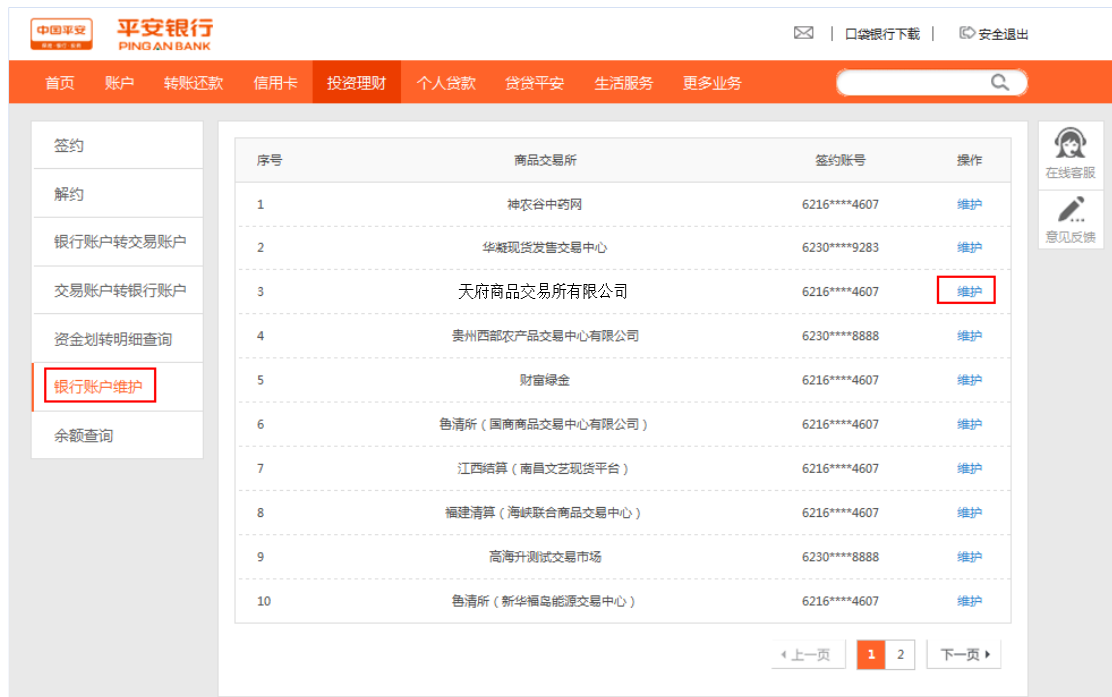 中国平安
平安银行
PING AN BANK
口袋银行下载
安全退出
首页 账户 转账还款 信用卡 投资理财 个人贷款 贷贷平安 生活服务 更多业务
签约
解约
银行账户转交易账户
交易账户转银行账户
资金划转明细查询
银行账户维护
余额查询
序号 商品交易所 签约账号 操作
1 神农谷中药网 6216****4607 维护
2 华凝现货发售交易中心 6230****9283 维护
3 天府商品交易所有限公司 6216****4607 维护
4 贵州西部农产品交易中心有限公司 6230****8888 维护
5 财富绿金 6216****4607 维护
6 鲁清所（国商商品交易中心有限公司） 6216****4607 维护
7 江西结算（南昌文艺现货平台） 6216****4607 维护
8 福建清算（海峡联合商品交易中心） 6216****4607 维护
9 高海升测试交易市场 6230****8888 维护
10 鲁清所（新华福岛能源交易中心） 6216****4607 维护
上一页 1 2 下一页
在线客服
意见反馈